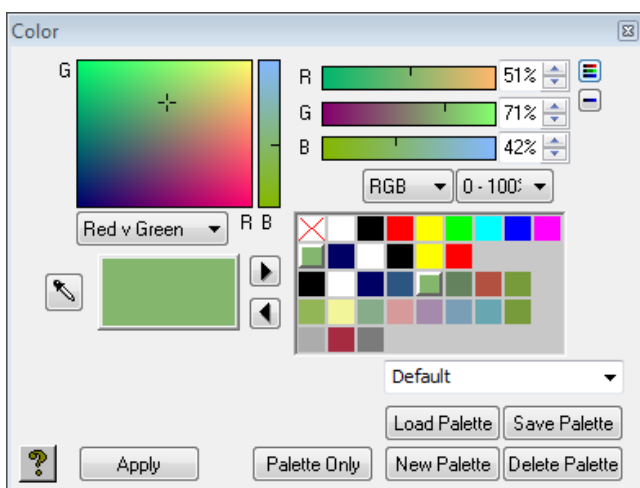 Color
G
R 51%
G 71%
B 42%
RGB 0 - 100:
Red v Green R B
Default
Load Palette Save Palette
? Apply Palette Only New Palette Delete Palette